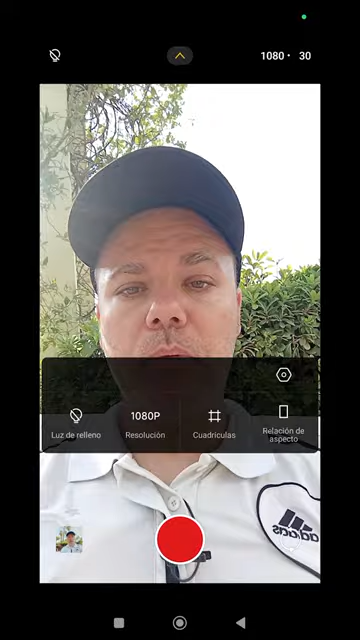 1080 · 30
1080P
Luz de relleno
Resolución
Cuadrículas
Relación de
aspecto
adidas